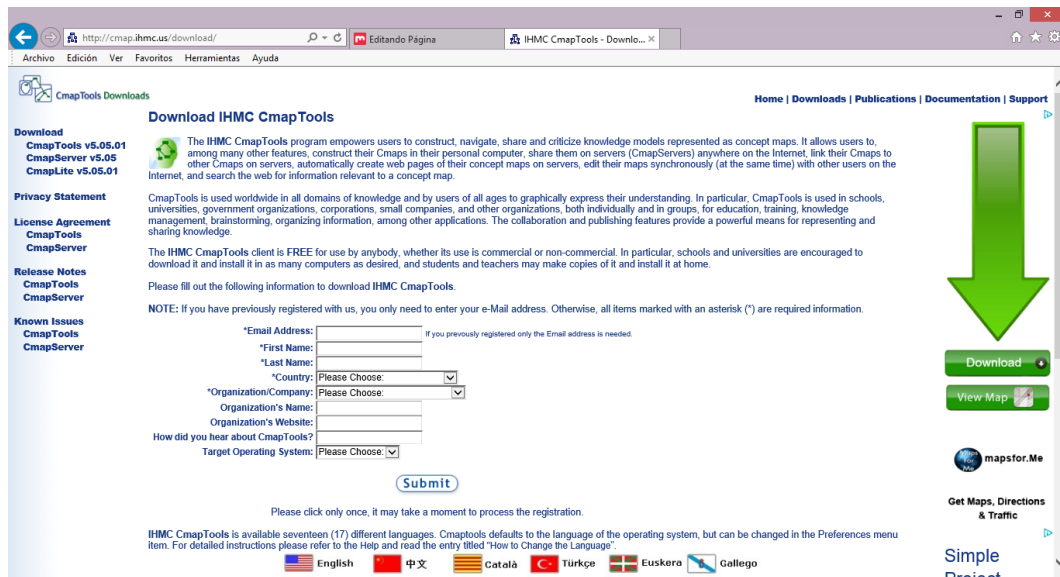 http://cmap.ihmc.us/download/
Editando Página
IHMC CmapTools - Downlo...
Archivo Edición Ver Favoritos Herramientas Ayuda
CmapTools Downloads
Home | Downloads | Publications | Documentation | Support
Download
CmapTools v5.05.01
CmapServer v5.05
CmapLite v5.05.01
Privacy Statement
License Agreement
CmapTools
CmapServer
Release Notes
CmapTools
CmapServer
Known Issues
CmapTools
CmapServer
Download IHMC CmapTools
The IHMC CmapTools program empowers users to construct, navigate, share and criticize knowledge models represented as concept maps. It allows users to,
among many other features, construct their Cmaps in their personal computer, share them on servers (CmapServers) anywhere on the Internet, link their Cmaps to
other Cmaps on servers, automatically create web pages of their concept maps on servers, edit their maps synchronously (at the same time) with other users on the
Internet, and search the web for information relevant to a concept map.
CmapTools is used worldwide in all domains of knowledge and by users of all ages to graphically express their understanding. In particular, CmapTools is used in schools,
universities, government organizations, corporations, small companies, and other organizations, both individually and in groups, for education, training, knowledge
management, brainstorming, organizing information, among other applications. The collaboration and publishing features provide a powerful means for representing and
sharing knowledge.
The IHMC CmapTools client is FREE for use by anybody, whether its use is commercial or non-commercial. In particular, schools and universities are encouraged to
download it and install it in as many computers as desired, and students and teachers may make copies of it and install it at home.
Please fill out the following information to download IHMC CmapTools.
NOTE: If you have previously registered with us, you only need to enter your e-Mail address. Otherwise, all items marked with an asterisk (*) are required information.
*Email Address: If you prevously registered only the Email address is needed.
*First Name:
*Last Name:
*Country: Please Choose:
*Organization/Company: Please Choose:
Organization's Name:
Organization's Website:
How did you hear about CmapTools?
Target Operating System: Please Choose:
Submit
Please click only once, it may take a moment to process the registration.
IHMC CmapTools is available seventeen (17) different languages. Cmaptools defaults to the language of the operating system, but can be changed in the Preferences menu
item. For detailed instructions please refer to the Help and read the entry titled "How to Change the Language".
English 中文 Català Türkçe Euskera Gallego
Download
View Map
Maps for Me
mapsfor.Me
Get Maps, Directions
& Traffic
Simple
Project